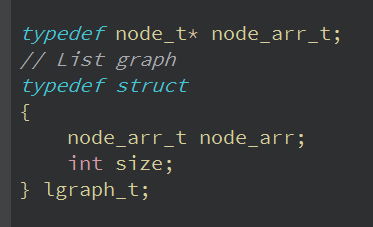 typedef node_t* node_arr_t;
// List graph
typedef struct
{
    node_arr_t node_arr;
    int size;
} lgraph_t;